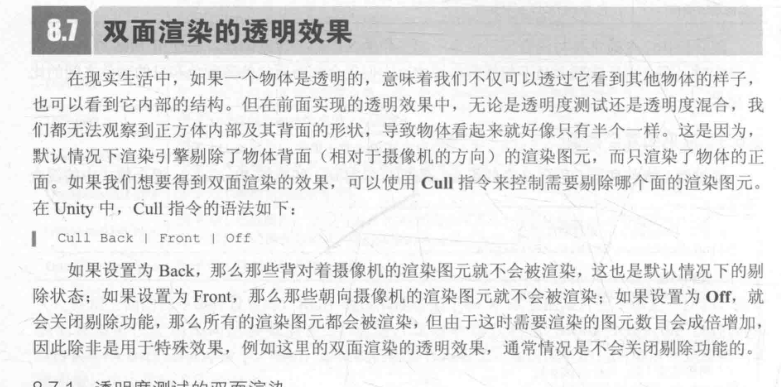 8.7 双面渲染的透明效果
在现实生活中，如果一个物体是透明的，意味着我们不仅可以透过它看到其他物体的样子，
也可以看到它内部的结构。但在前面实现的透明效果中，无论是透明度测试还是透明度混合，我
们都无法观察到正方体内部及其背面的形状，导致物体看起来就好像只有半个一样。这是因为，
默认情况下渲染引擎剔除了物体背面（相对于摄像机的方向）的渲染图元，而只渲染了物体的正
面。如果我们想要得到双面渲染的效果，可以使用 Cull 指令来控制需要剔除哪个面的渲染图元。
在 Unity 中，Cull 指令的语法如下：
Cull Back | Front | Off
如果设置为 Back，那么那些背对着摄像机的渲染图元就不会被渲染，这也是默认情况下的剔
除状态；如果设置为 Front，那么那些朝向摄像机的渲染图元就不会被渲染；如果设置为 Off，就
会关闭剔除功能，那么所有的渲染图元都会被渲染，但由于这时需要渲染的图元数目会成倍增加，
因此除非是用于特殊效果，例如这里的双面渲染的透明效果，通常情况是不会关闭剔除功能的。
8.7.1 透明度测试的双面渲染